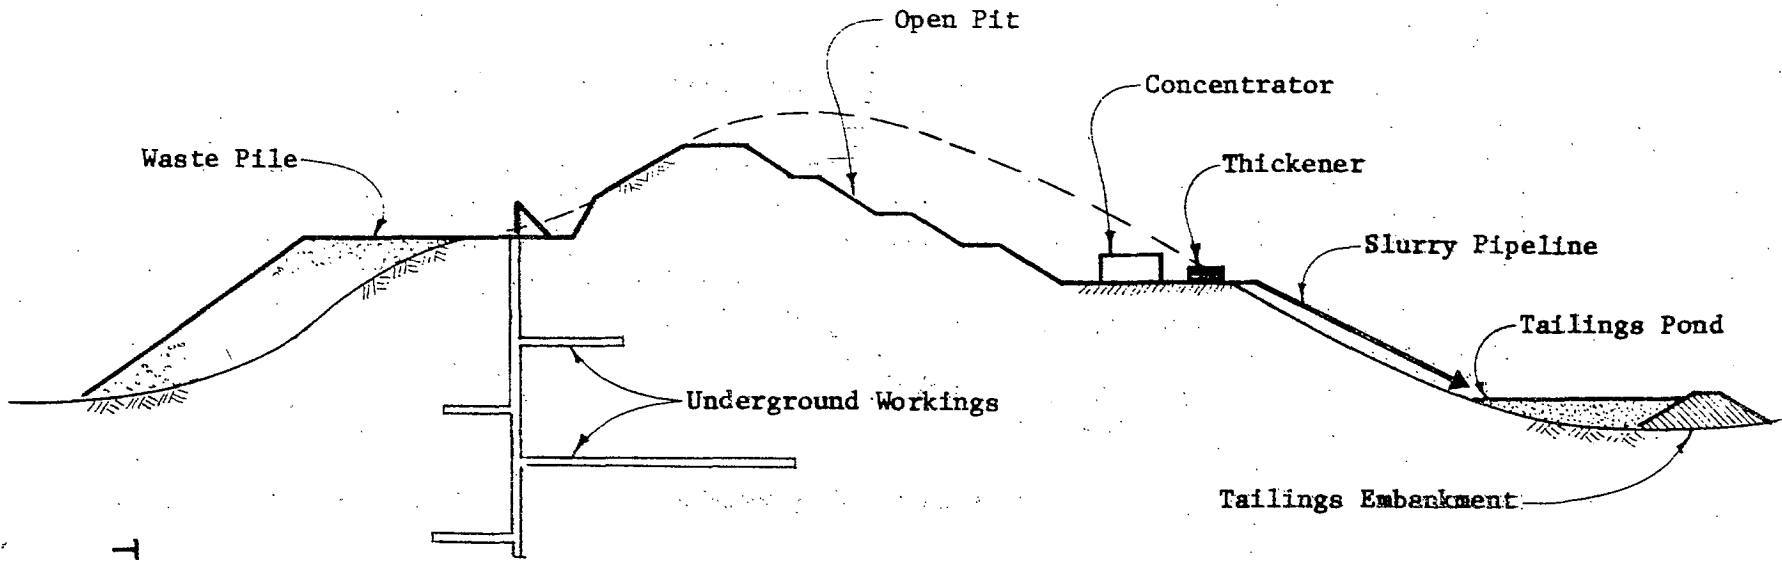 Open Pit
Concentrator
Waste Pile
Thickener
Slurry Pipeline
Tailings Pond
Underground Workings
Tailings Embankment
T